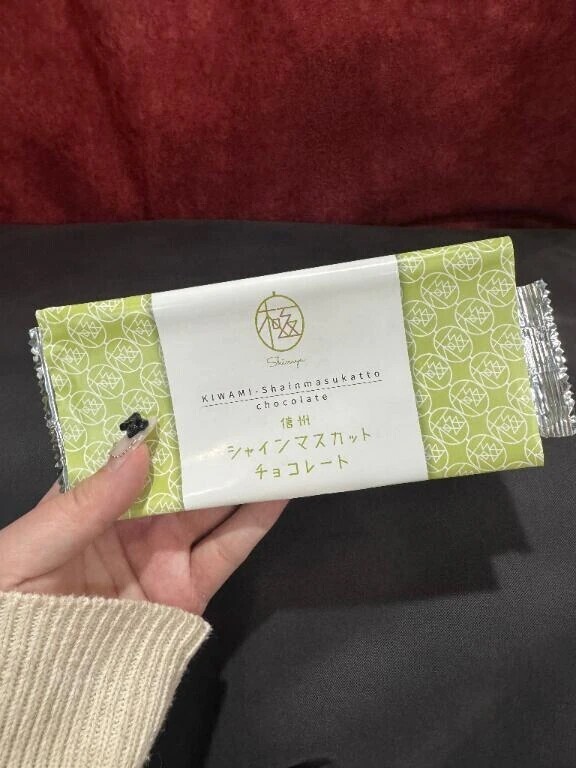 極
Shinsya
KIWAMI-Shainmasukatto
chocolate
信州
シャインマスカット
チョコレート